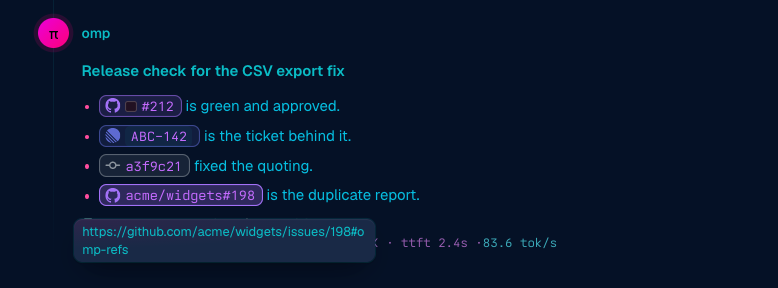 π omp
Release check for the CSV export fix
#212 is green and approved.
ABC-142 is the ticket behind it.
a3f9c21 fixed the quoting.
acme/widgets#198 is the duplicate report.
https://github.com/acme/widgets/issues/198#o
mp-refs
· ttft 2.4s ·83.6 tok/s